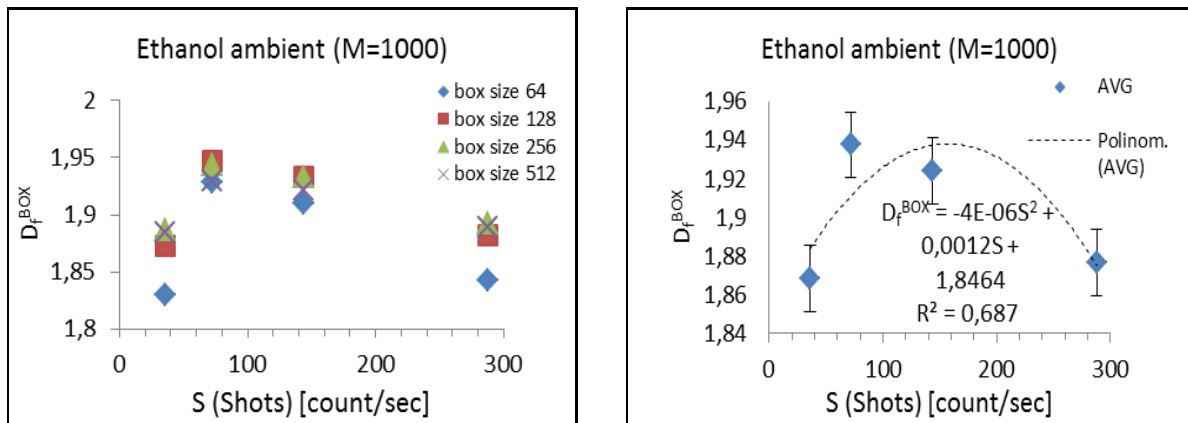 Ethanol ambient (M=1000)
2
1,95
1,9
1,85
1,8
D_f^BOX
0
100
200
300
S (Shots) [count/sec]
box size 64
box size 128
box size 256
box size 512
Ethanol ambient (M=1000)
1,96
1,94
1,92
1,9
1,88
1,86
1,84
D_f^BOX
0
100
200
300
S (Shots) [count/sec]
AVG
Polinom.
(AVG)
D_f^BOX = -4E-06S² +
0,0012S +
1,8464
R² = 0,687